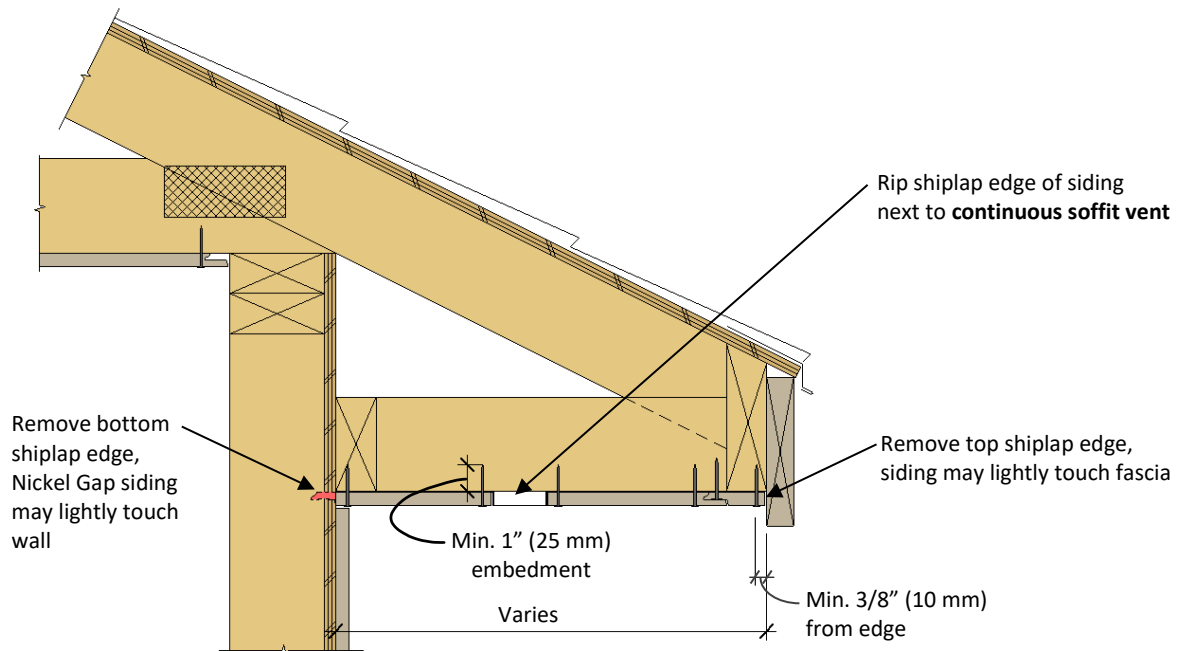 Rip shiplap edge of siding
next to continuous soffit vent
Remove bottom
shiplap edge,
Nickel Gap siding
may lightly touch
wall
Remove top shiplap edge,
siding may lightly touch fascia
Min. 1” (25 mm)
embedment
Min. 3/8” (10 mm)
from edge
Varies